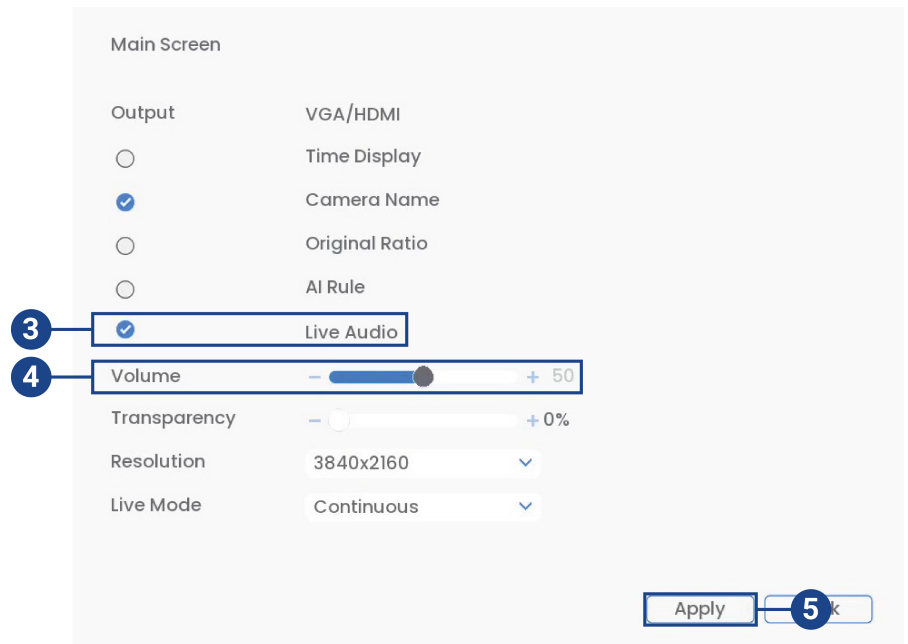 Main Screen
Output VGA/HDMI
Time Display
Camera Name
Original Ratio
AI Rule
3 Live Audio
4 Volume - + 50
Transparency - + 0%
Resolution 3840x2160
Live Mode Continuous
Apply 5